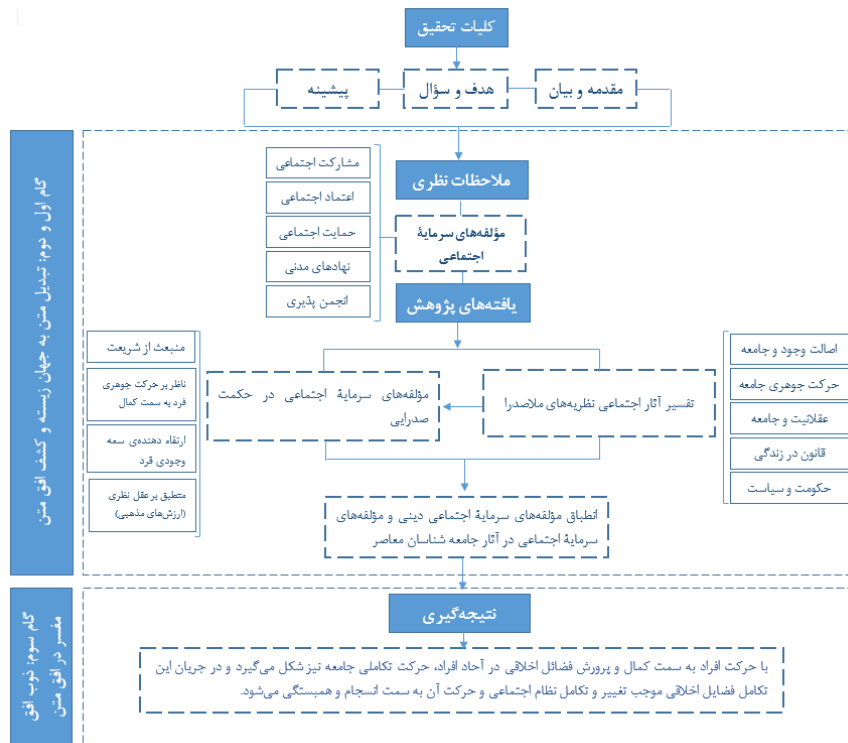 کلیات تحقیق
مقدمه و بیان
هدف و سؤال
پیشینه
گام اول و دوم: تبدیل متن به جهان زیسته و کشف افق متن
ملاحظات نظری
مؤلفه‌های سرمایۀ
اجتماعی
مشارکت اجتماعی
اعتماد اجتماعی
حمایت اجتماعی
نهادهای مدنی
انجمن پذیری
یافته‌های پژوهش
اصالت وجود و جامعه
حرکت جوهری جامعه
عقلانیت و جامعه
قانون در زندگی
حکومت و سیاست
تفسیر آثار اجتماعی نظریه‌های ملاصدرا
مؤلفه‌های سرمایۀ اجتماعی در حکمت
صدرایی
منبعث از شریعت
ناظر بر حرکت جوهری
فرد به سمت کمال
ارتقاء دهنده‌ی سعه
وجودی فرد
منطبق بر عقل نظری
(ارزش‌های مذهبی)
انطباق مؤلفه‌های سرمایۀ اجتماعی دینی و مؤلفه‌های
سرمایۀ اجتماعی در آثار جامعه شناسان معاصر
گام سوم: ذوب افق
مفسر در افق متن
نتیجه‌گیری
با حرکت افراد به سمت کمال و پرورش فضائل اخلاقی در آحاد افراد، حرکت تکاملی جامعه نیز شکل می‌گیرد و در جریان این
تکامل فضایل اخلاقی موجب تغییر و تکامل نظام اجتماعی و حرکت آن به سمت انسجام و همبستگی می‌شود.